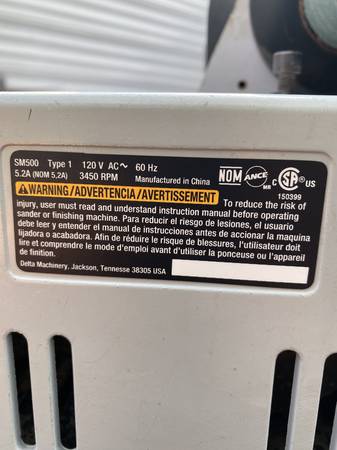 SM500 Type 1 120 V AC~ 60 Hz
5.2A (NOM 5,2A) 3450 RPM Manufactured in China
NOM ANCE MR C SA US
150399
⚠WARNING/ADVERTENCIA/AVERTISSEMENT To reduce the risk of
injury, user must read and understand instruction manual before operating
sander or finishing machine. Para reducir el riesgo de lesiones, el usuario
debe leer y entender el manual de instrucciones antes de accionar la maquina
lijadora o acabadora. Afin de réduire le risque de blessures, l'utilisateur doit
lire et comprendre le mode d'emploi avant d'utiliser la ponceuse ou l'appareil
de finition.
Delta Machinery, Jackson, Tennesse 38305 USA